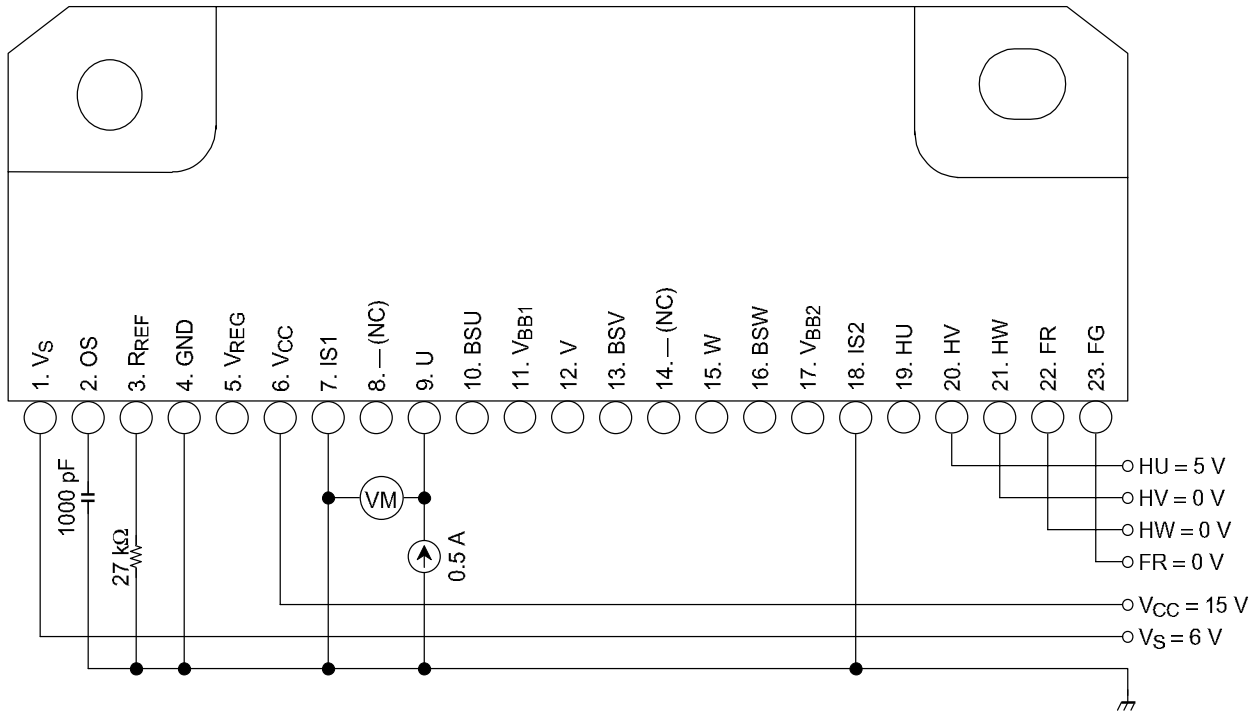 1. VS
2. OS
3. RREF
4. GND
5. VREG
6. VCC
7. IS1
8. — (NC)
9. U
10. BSU
11. VBB1
12. V
13. BSV
14. — (NC)
15. W
16. BSW
17. VBB2
18. IS2
19. HU
20. HV
21. HW
22. FR
23. FG
1000 pF
27 kΩ
VM
0.5 A
HU = 5 V
HV = 0 V
HW = 0 V
FR = 0 V
VCC = 15 V
VS = 6 V